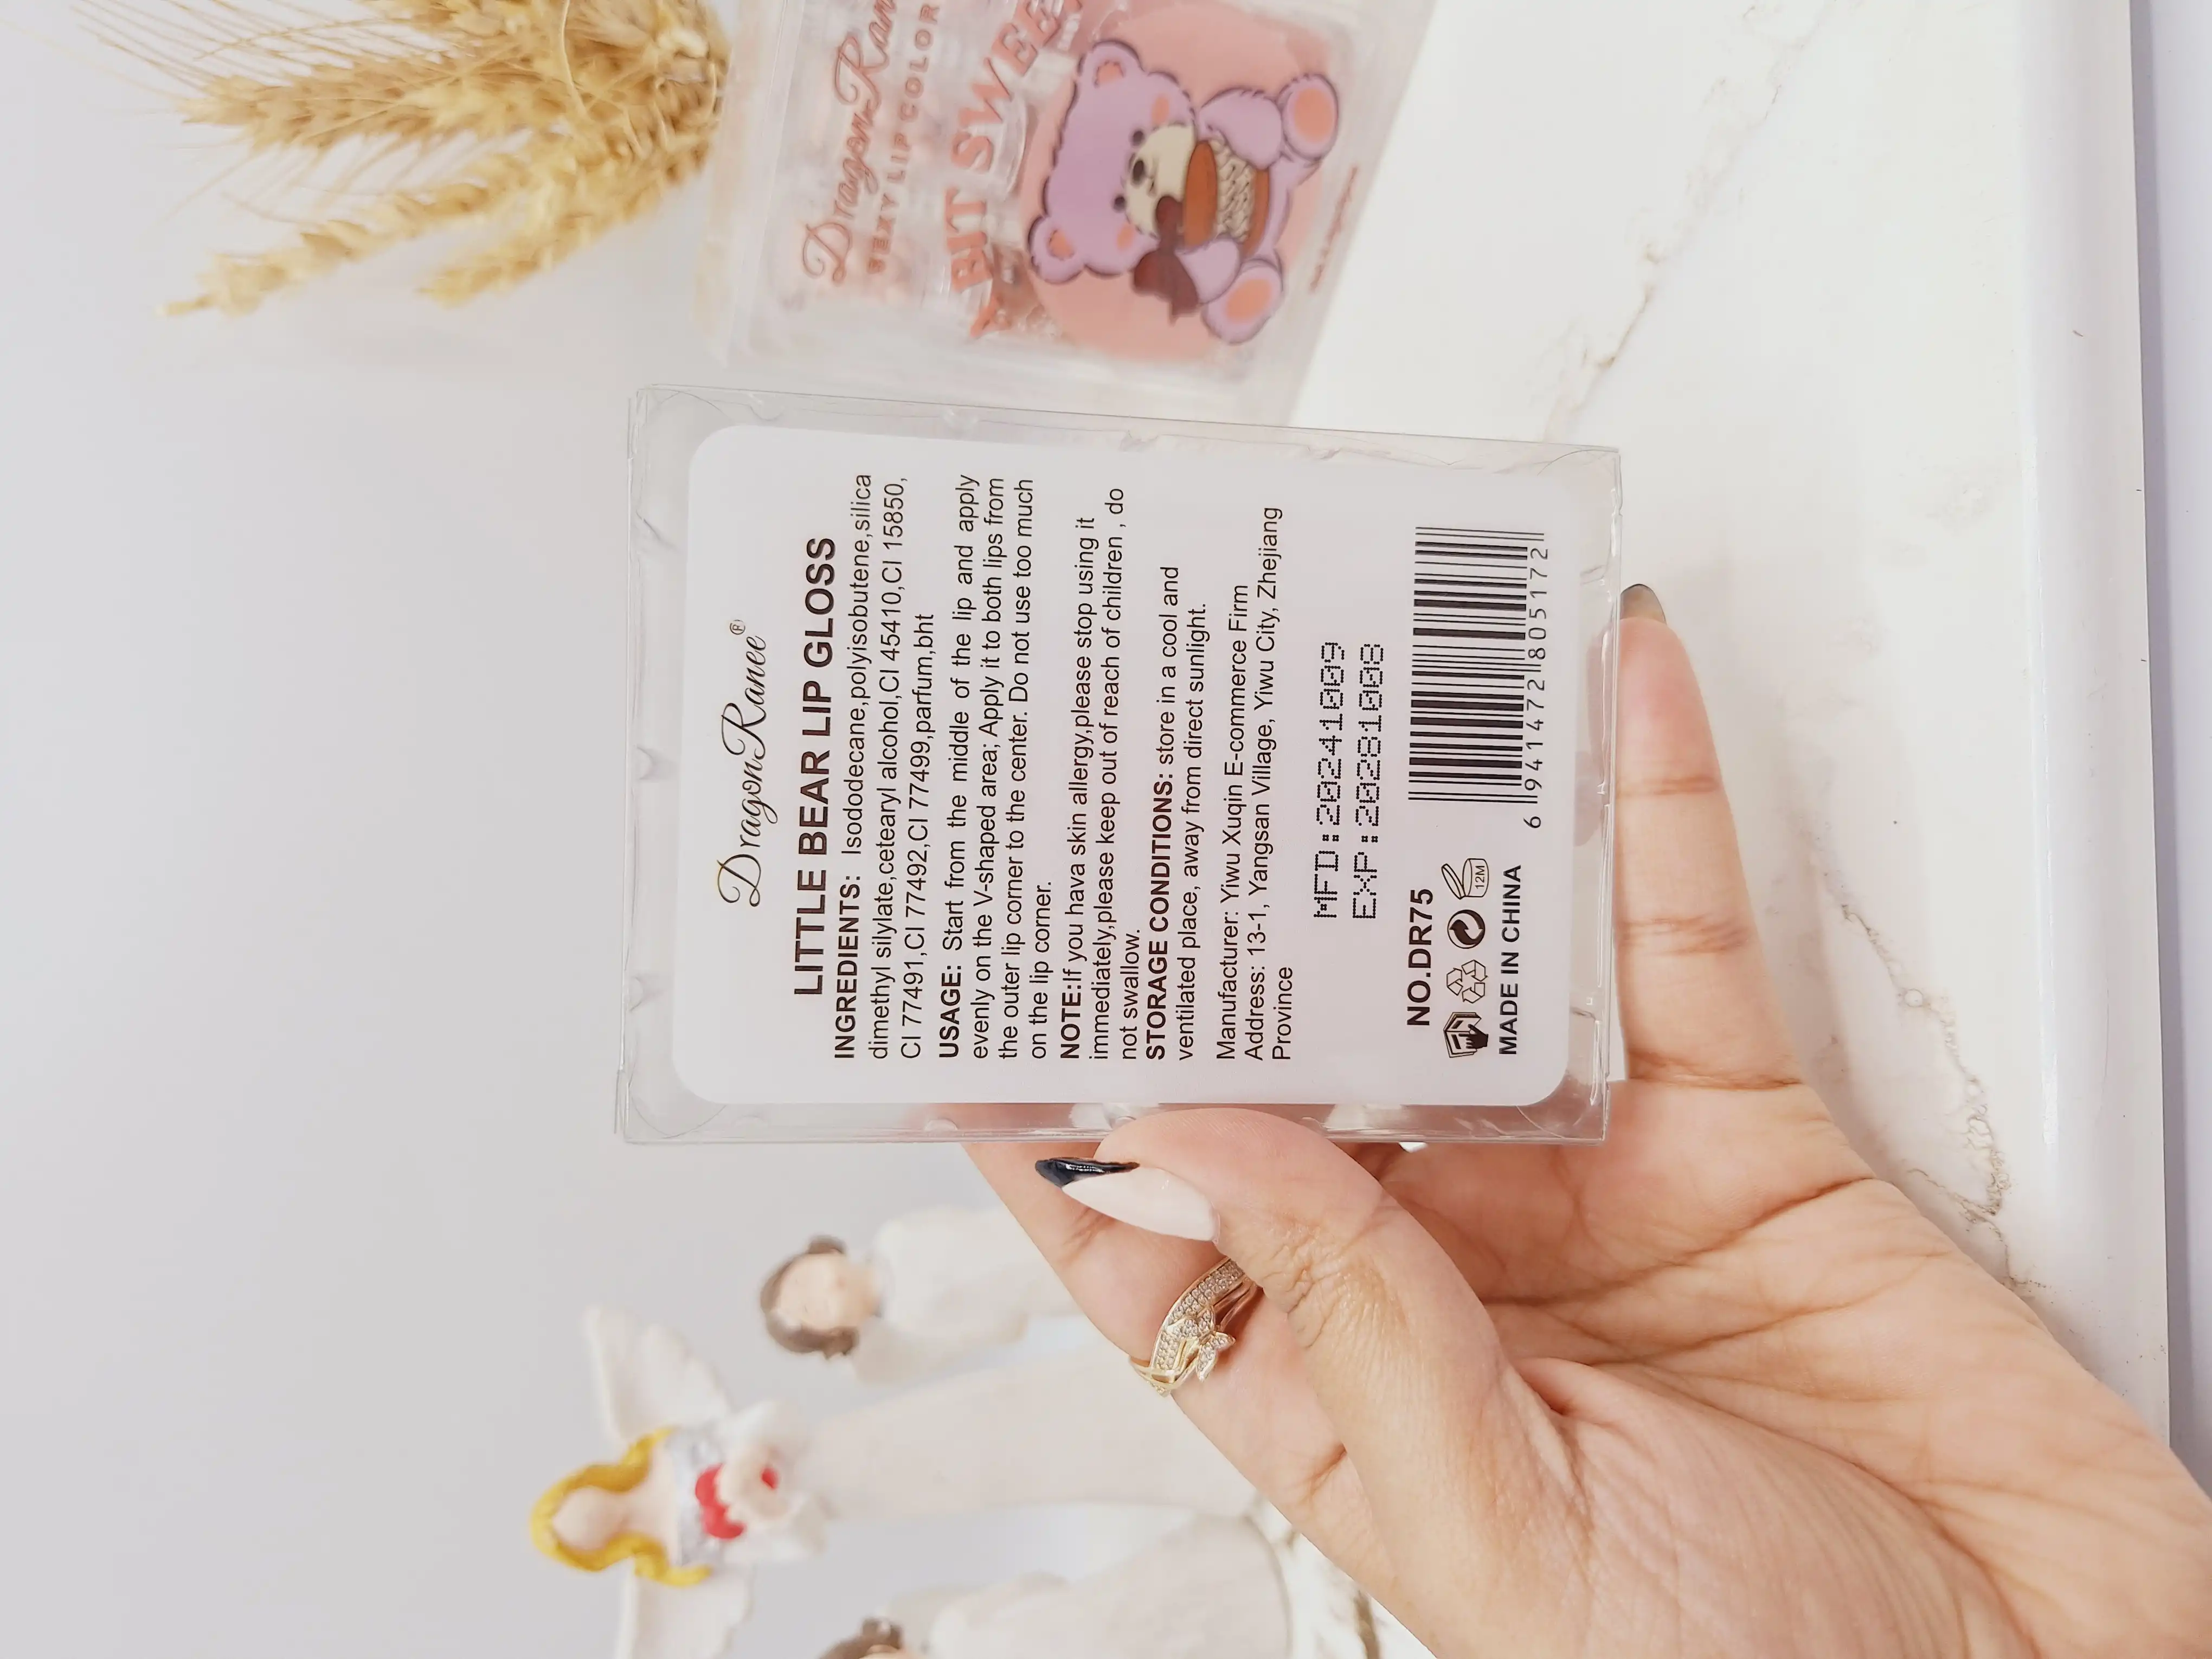 DragonRanee®
LITTLE BEAR LIP GLOSS
INGREDIENTS: Isododecane,polyisobutene,silica
dimethyl silylate,cetearyl alcohol,CI 45410,CI 15850,
CI 77491,CI 77492,CI 77499,parfum,bht
USAGE: Start from the middle of the lip and apply
evenly on the V-shaped area; Apply it to both lips from
the outer lip corner to the center. Do not use too much
on the lip corner.
NOTE:If you hava skin allergy,please stop using it
immediately,please keep out of reach of children , do
not swallow.
STORAGE CONDITIONS: store in a cool and
ventilated place, away from direct sunlight.
Manufacturer: Yiwu Xuqin E-commerce Firm
Address: 13-1, Yangsan Village, Yiwu City, Zhejiang
Province
MFD:20241009
EXP:20281008
NO.DR75
12M
MADE IN CHINA
6 941472 805172
DragonRan
SEXY LIP COLOR
BIT SWEE